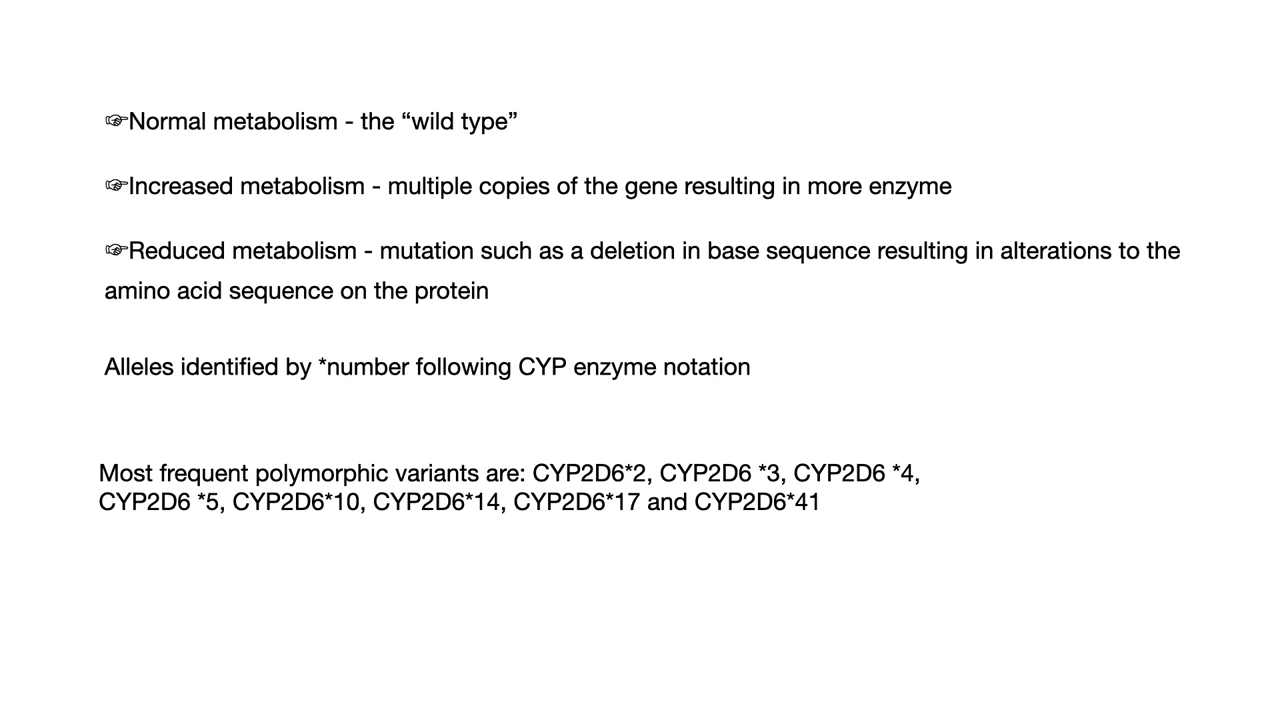 ☞Normal metabolism - the “wild type”
☞Increased metabolism - multiple copies of the gene resulting in more enzyme
☞Reduced metabolism - mutation such as a deletion in base sequence resulting in alterations to the
amino acid sequence on the protein
Alleles identified by *number following CYP enzyme notation
Most frequent polymorphic variants are: CYP2D6*2, CYP2D6 *3, CYP2D6 *4,
CYP2D6 *5, CYP2D6*10, CYP2D6*14, CYP2D6*17 and CYP2D6*41